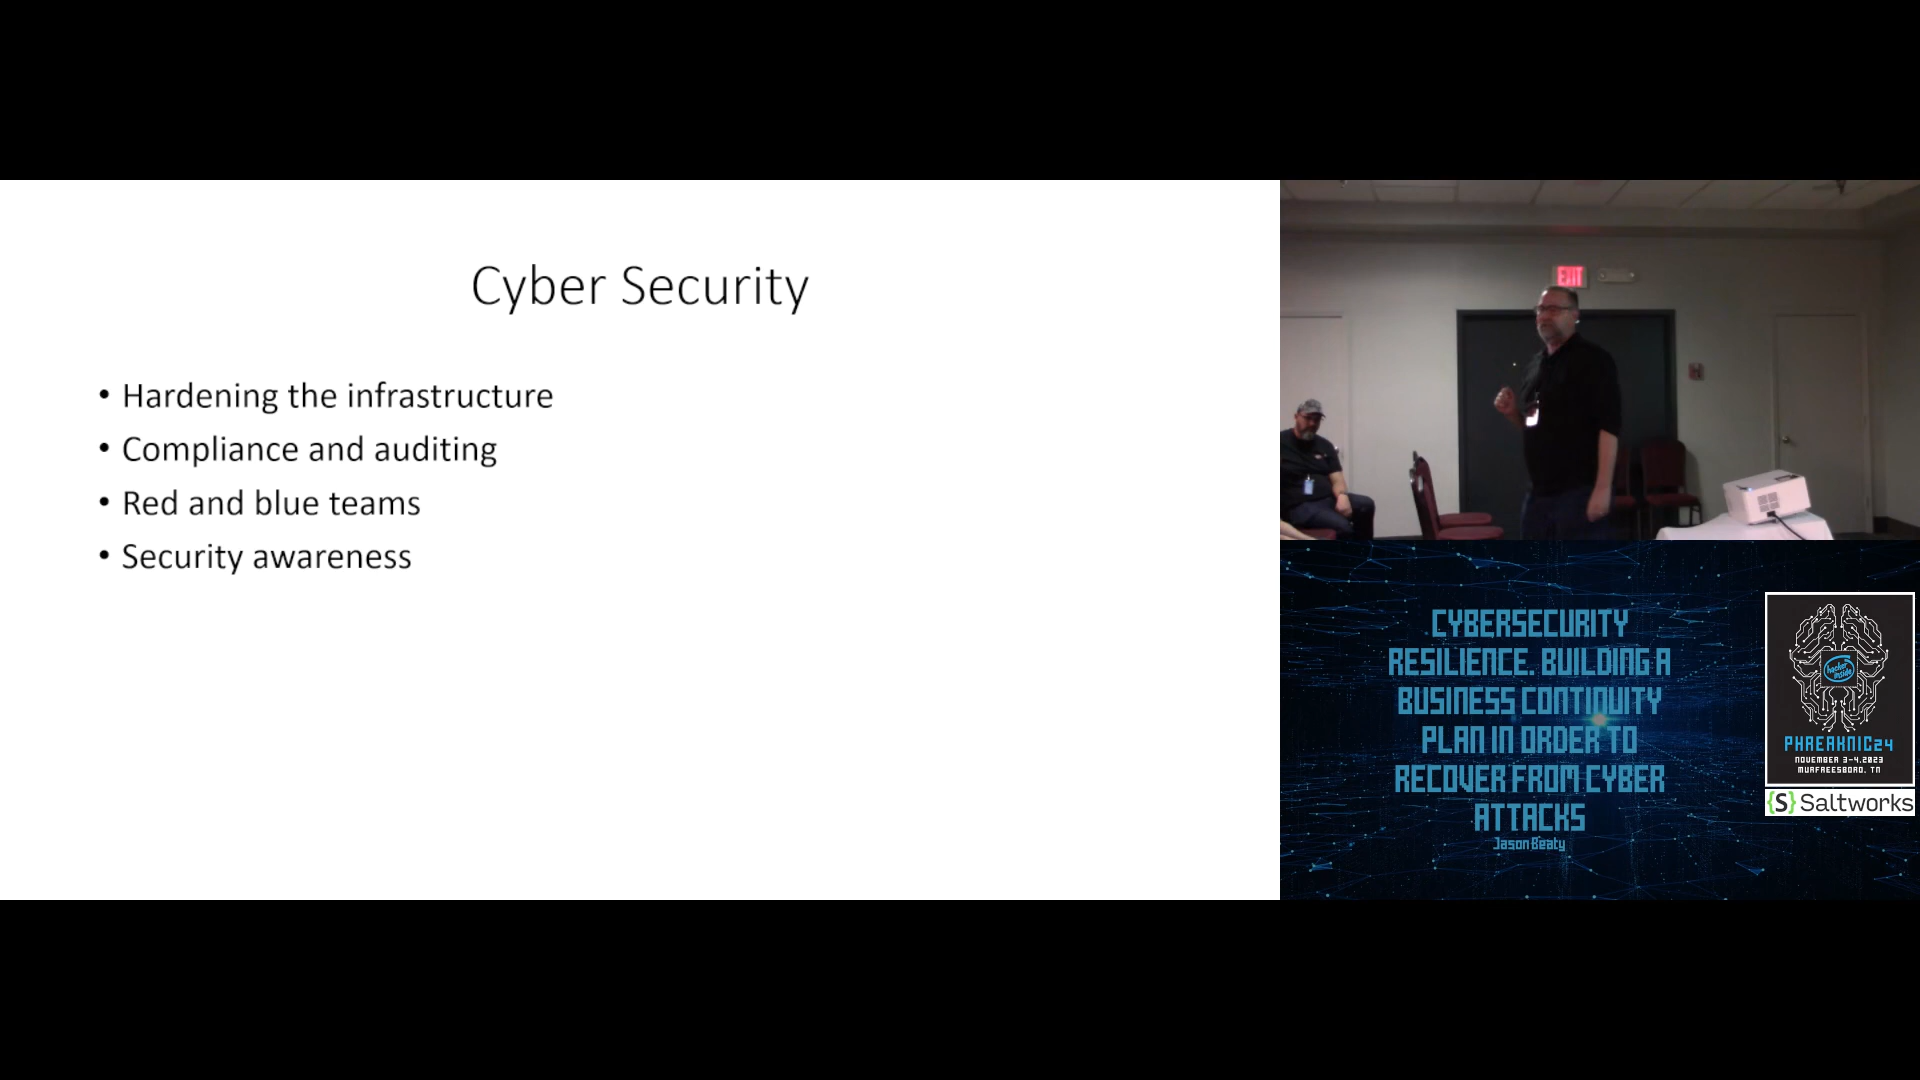 Cyber Security
• Hardening the infrastructure
• Compliance and auditing
• Red and blue teams
• Security awareness
EXIT
CYBERSECURITY
RESILIENCE. BUILDING A
BUSINESS CONTINUITY
PLAN IN ORDER TO
RECOVER FROM CYBER
ATTACKS
Jason Beaty
hacker
inside
PHREAKNIC24
NOVEMBER 3-4.2023
MURFREESBORO, TN
{S} Saltworks